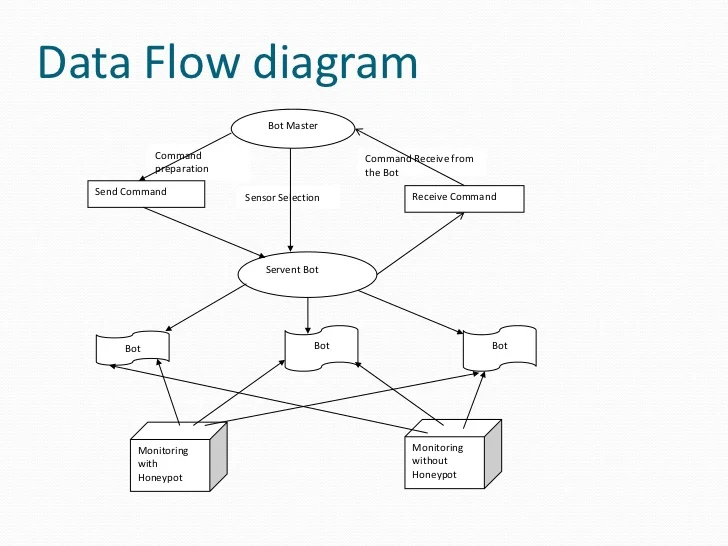 Data Flow diagram
Bot Master
Command
preparation
Command Receive from
the Bot
Send Command
Sensor Selection
Receive Command
Servent Bot
Bot
Bot
Bot
Monitoring
with
Honeypot
Monitoring
without
Honeypot